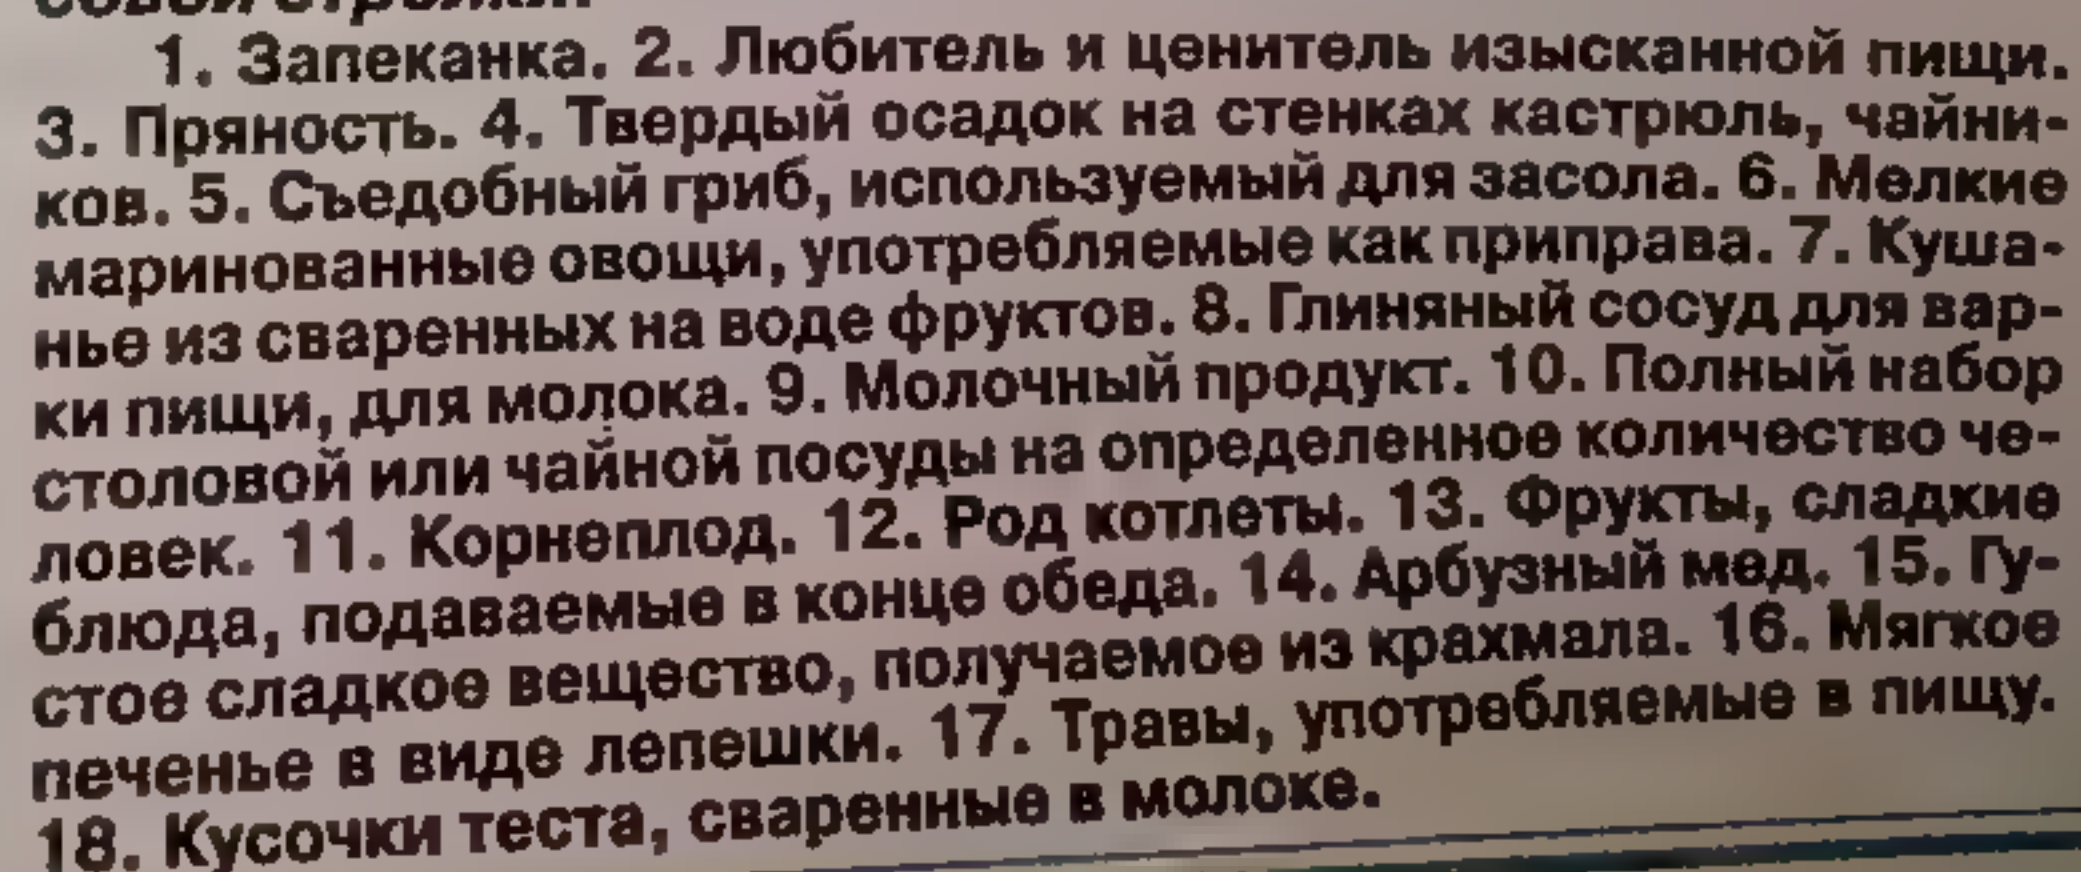 совой стрелки.
1. Запеканка. 2. Любитель и ценитель изысканной пищи.
3. Пряность. 4. Твердый осадок на стенках кастрюль, чайни-
ков. 5. Съедобный гриб, используемый для засола. 6. Мелкие
маринованные овощи, употребляемые как приправа. 7. Куша-
нье из сваренных на воде фруктов. 8. Глиняный сосуд для вар-
ки пищи, для молока. 9. Молочный продукт. 10. Полный набор
столовой или чайной посуды на определенное количество че-
ловек. 11. Корнеплод. 12. Род котлеты. 13. Фрукты, сладкие
блюда, подаваемые в конце обеда. 14. Арбузный мед. 15. Гу-
стое сладкое вещество, получаемое из крахмала. 16. Мягкое
печенье в виде лепешки. 17. Травы, употребляемые в пищу.
18. Кусочки теста, сваренные в молоке.